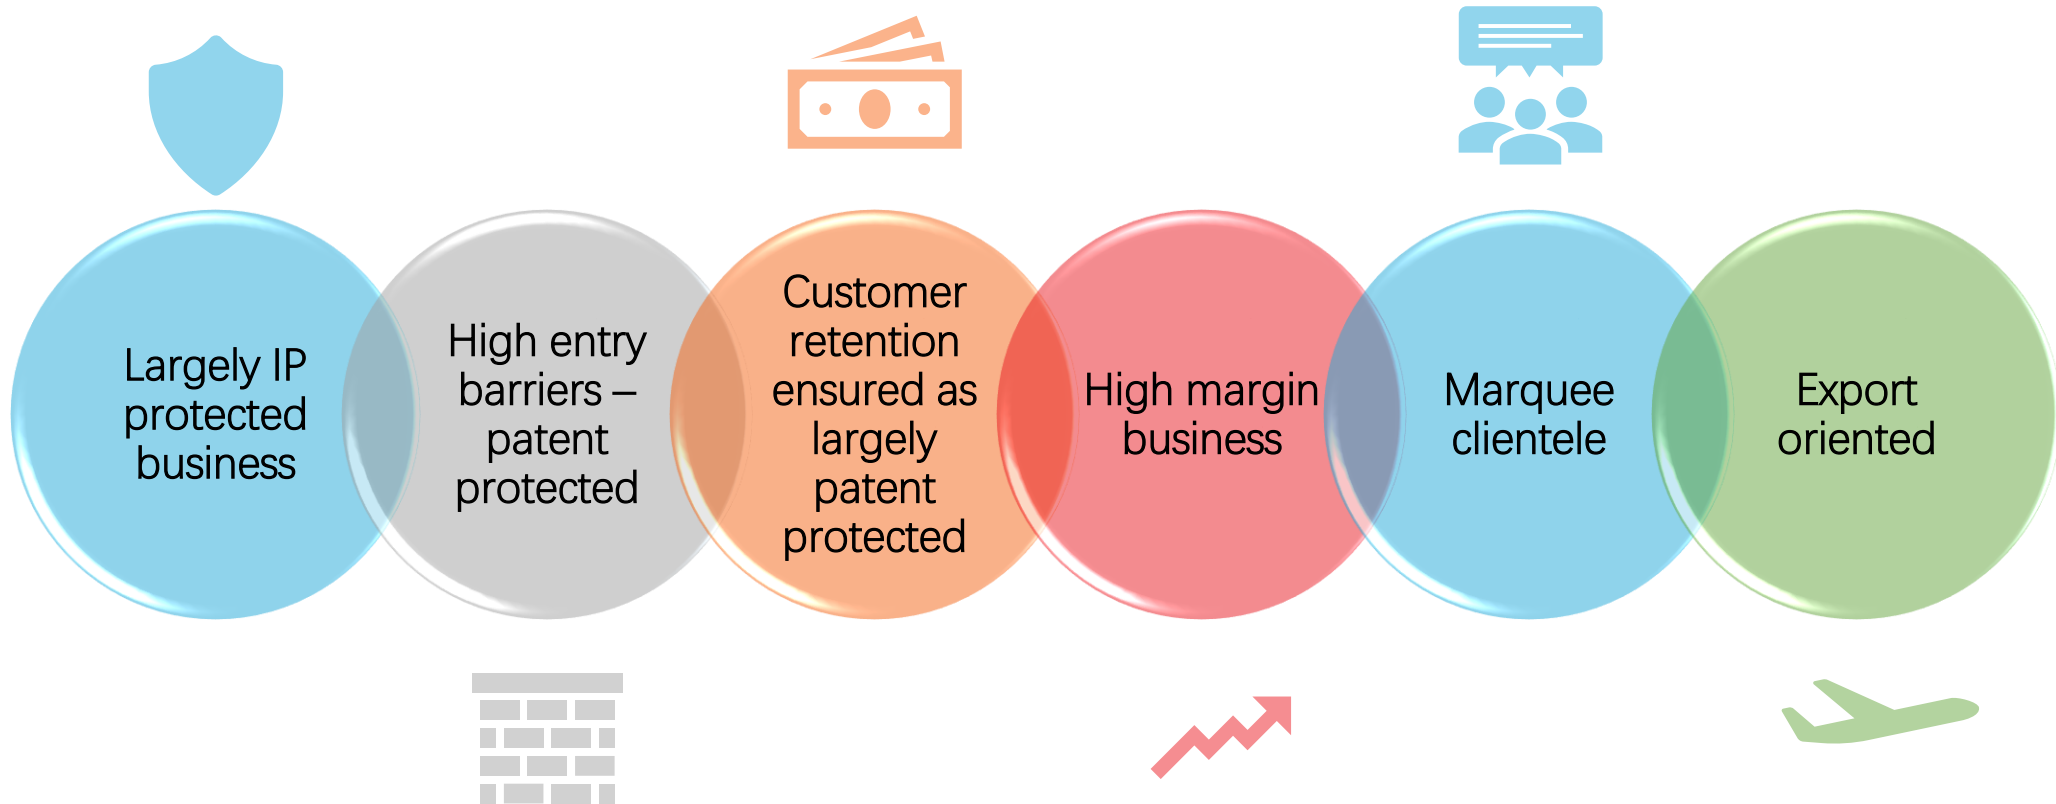 Largely IP
protected
business
High entry
barriers –
patent
protected
Customer
retention
ensured as
largely
patent
protected
High margin
business
Marquee
clientele
Export
oriented